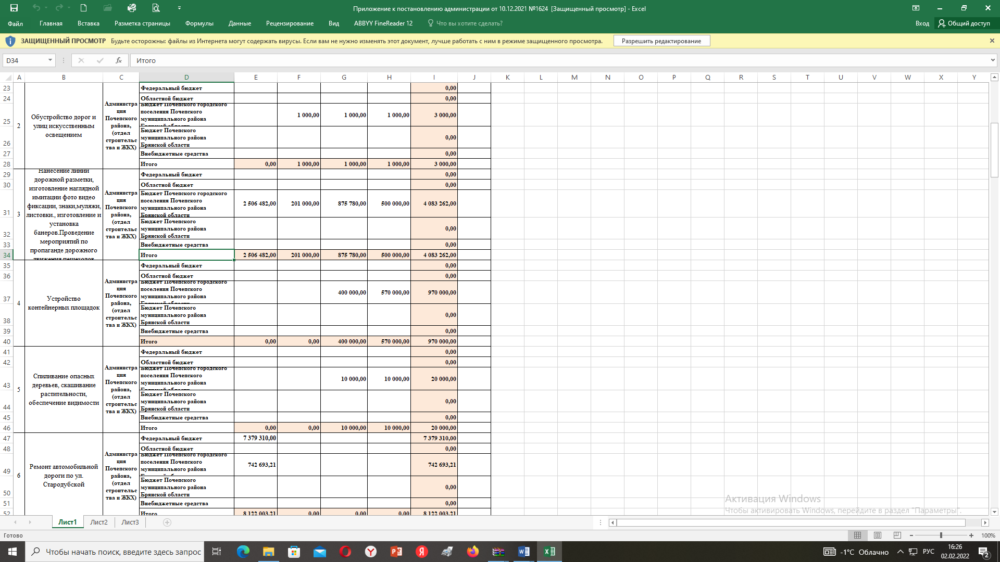 Приложение к постановлению администрации от 10.12.2021 №1624 [Защищенный просмотр] - Excel
Файл Главная Вставка Разметка страницы Формулы Данные Рецензирование Вид ABBYY FineReader 12 Что вы хотите сделать? Вход Общий доступ
ЗАЩИЩЕННЫЙ ПРОСМОТР Будьте осторожны: файлы из Интернета могут содержать вирусы. Если вам не нужно изменять этот документ, лучше работать с ним в режиме защищенного просмотра. Разрешить редактирование
D34 fx Итого
A B C D E F G H I J K L M N O P Q R S T U V W X Y
23 Федеральный бюджет 0,00
24 Областной бюджет 0,00
2
Обустройство дорог и
улиц искусственным
освещением
Администра
ция
Почепского
района,
(отдел
строительс
тва и ЖКХ)
25 Бюджет Почепского городского
поселения Почепского
муниципального района
1 000,00 1 000,00 1 000,00 3 000,00
26 Бюджет Почепского
муниципального района
Брянской области
0,00
27 Внебюджетные средства 0,00
28 Итого 0,00 1 000,00 1 000,00 1 000,00 3 000,00
3
Нанесение линии
дорожной разметки,
изготовление наглядной
имитации фото видео
фиксации, знаки,муляжи,
листовки., изготовление и
установка
банеров.Проведение
мероприятий по
пропаганде дорожного
движения пешеходов
Администра
ция
Почепского
района,
(отдел
строительс
тва и ЖКХ)
29 Федеральный бюджет 0,00
30 Областной бюджет 0,00
31 Бюджет Почепского городского
поселения Почепского
муниципального района
Брянской области
2 506 482,00 201 000,00 875 780,00 500 000,00 4 083 262,00
32 Бюджет Почепского
муниципального района
Брянской области
0,00
33 Внебюджетные средства 0,00
34 Итого 2 506 482,00 201 000,00 875 780,00 500 000,00 4 083 262,00
4
Устройство
контейнерных площадок
Администра
ция
Почепского
района,
(отдел
строительс
тва и ЖКХ)
35 Федеральный бюджет 0,00
36 Областной бюджет 0,00
37 Бюджет Почепского городского
поселения Почепского
муниципального района
400 000,00 570 000,00 970 000,00
38 Бюджет Почепского
муниципального района
Брянской области
0,00
39 Внебюджетные средства 0,00
40 Итого 0,00 0,00 400 000,00 570 000,00 970 000,00
5
Спиливание опасных
деревьев, скашивание
растительности,
обеспечение видимости
Администра
ция
Почепского
района,
(отдел
строительс
тва и ЖКХ)
41 Федеральный бюджет 0,00
42 Областной бюджет 0,00
43 Бюджет Почепского городского
поселения Почепского
муниципального района
10 000,00 10 000,00 20 000,00
44 Бюджет Почепского
муниципального района
Брянской области
0,00
45 Внебюджетные средства 0,00
46 Итого 0,00 0,00 10 000,00 10 000,00 20 000,00
6
Ремонт автомобильной
дороги по ул.
Стародубской
Администра
ция
Почепского
района,
(отдел
строительс
тва и ЖКХ)
47 Федеральный бюджет 7 379 310,00 7 379 310,00
48 Областной бюджет 0,00
49 Бюджет Почепского городского
поселения Почепского
муниципального района
742 693,21 742 693,21
50 Бюджет Почепского
муниципального района
Брянской области
0,00
51 Внебюджетные средства 0,00
52 Итого 8 122 003,21 0,00 0,00 0,00 8 122 003,21
Активация Windows
Чтобы активировать Windows, перейдите в раздел "Параметры".
Лист1 Лист2 Лист3
Готово 100%
Чтобы начать поиск, введите здесь запрос
-1°C Облачно РУС 16:26
02.02.2022
2